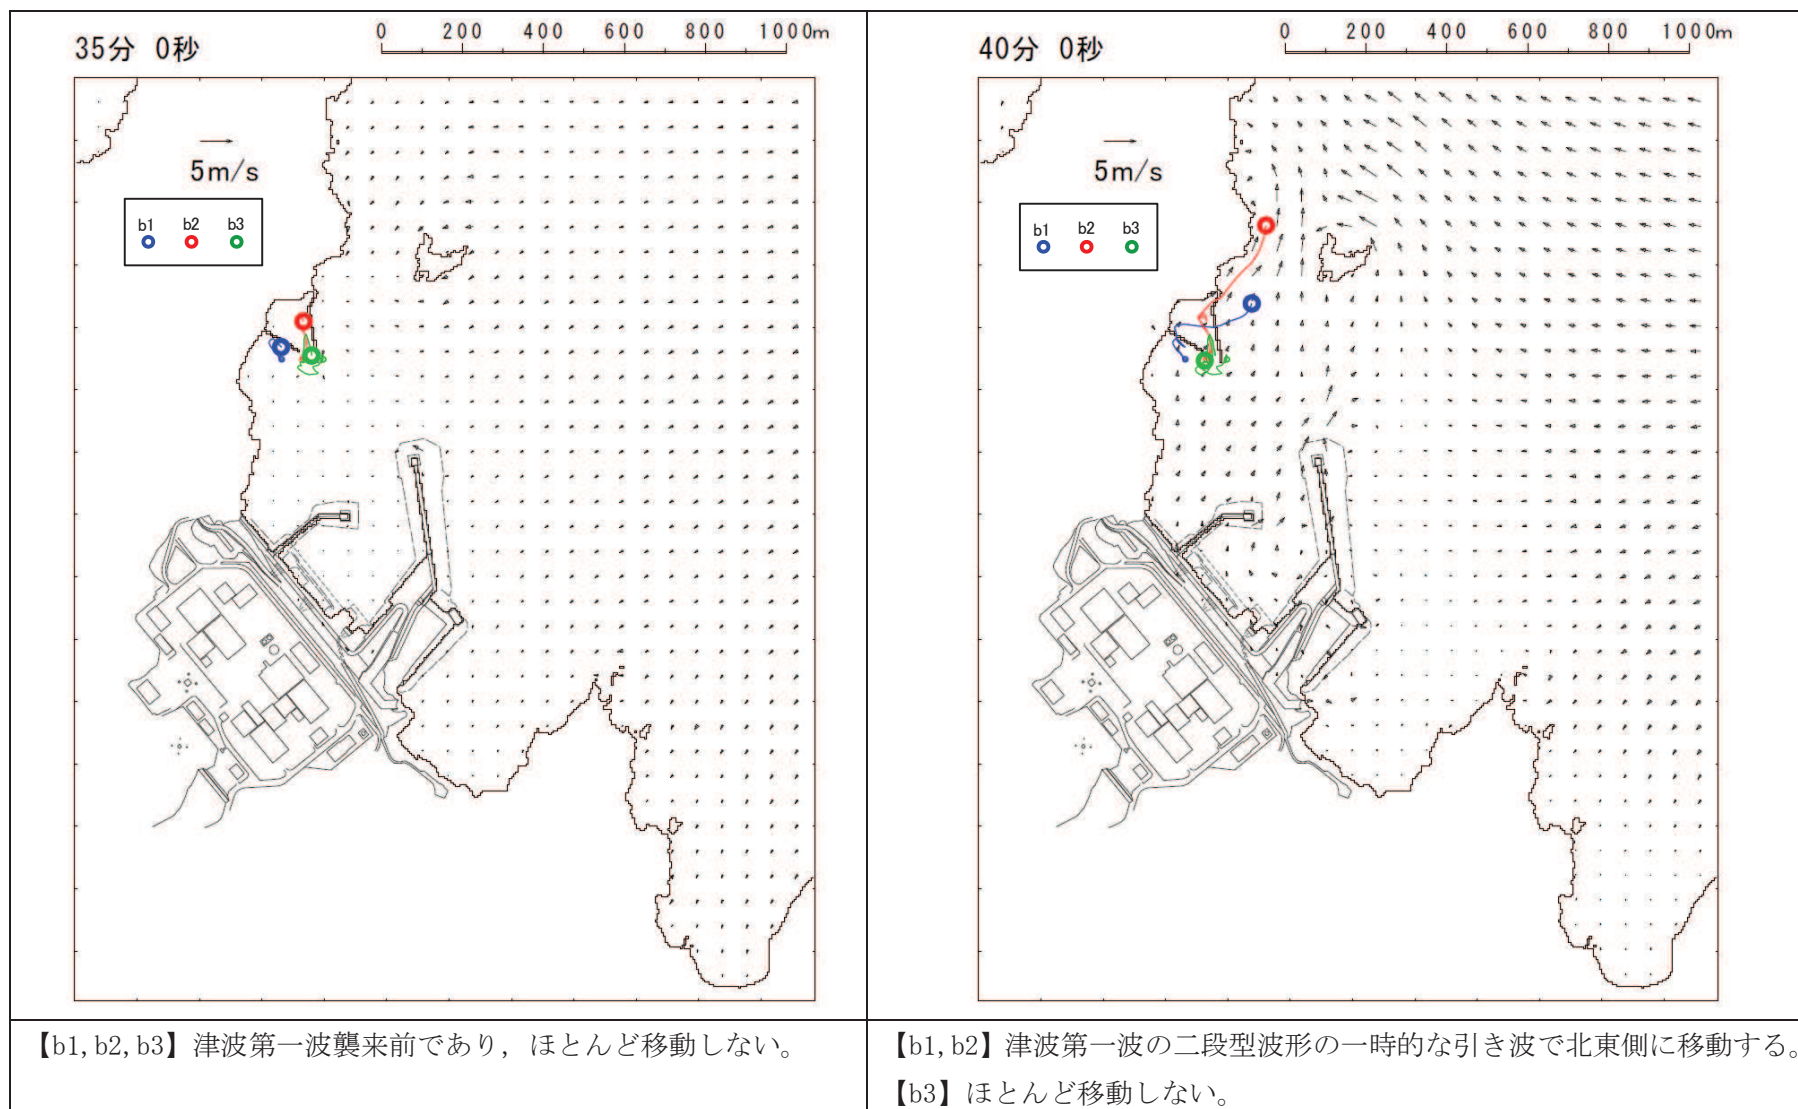 35分 0秒
0 200 400 600 800 1000m
5m/s
b1 b2 b3
【b1,b2,b3】津波第一波襲来前であり，ほとんど移動しない。
40分 0秒
0 200 400 600 800 1000m
5m/s
b1 b2 b3
【b1,b2】津波第一波の二段型波形の一時的な引き波で北東側に移動する。
【b3】ほとんど移動しない。